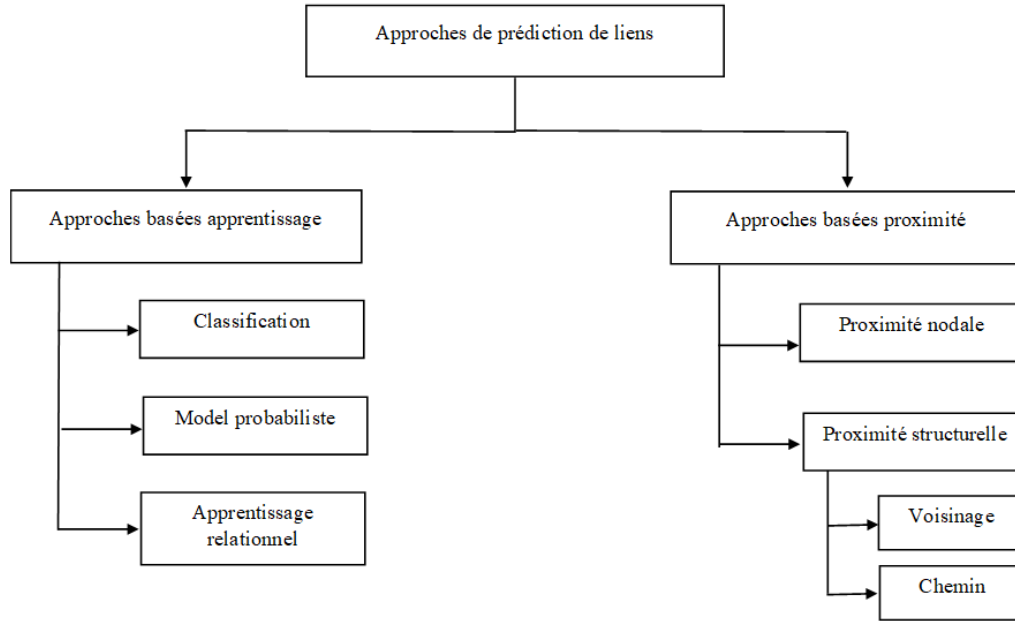 Approches de prédiction de liens
Approches basées apprentissage
Approches basées proximité
Classification
Proximité nodale
Model probabiliste
Proximité structurelle
Apprentissage
relationnel
Voisinage
Chemin